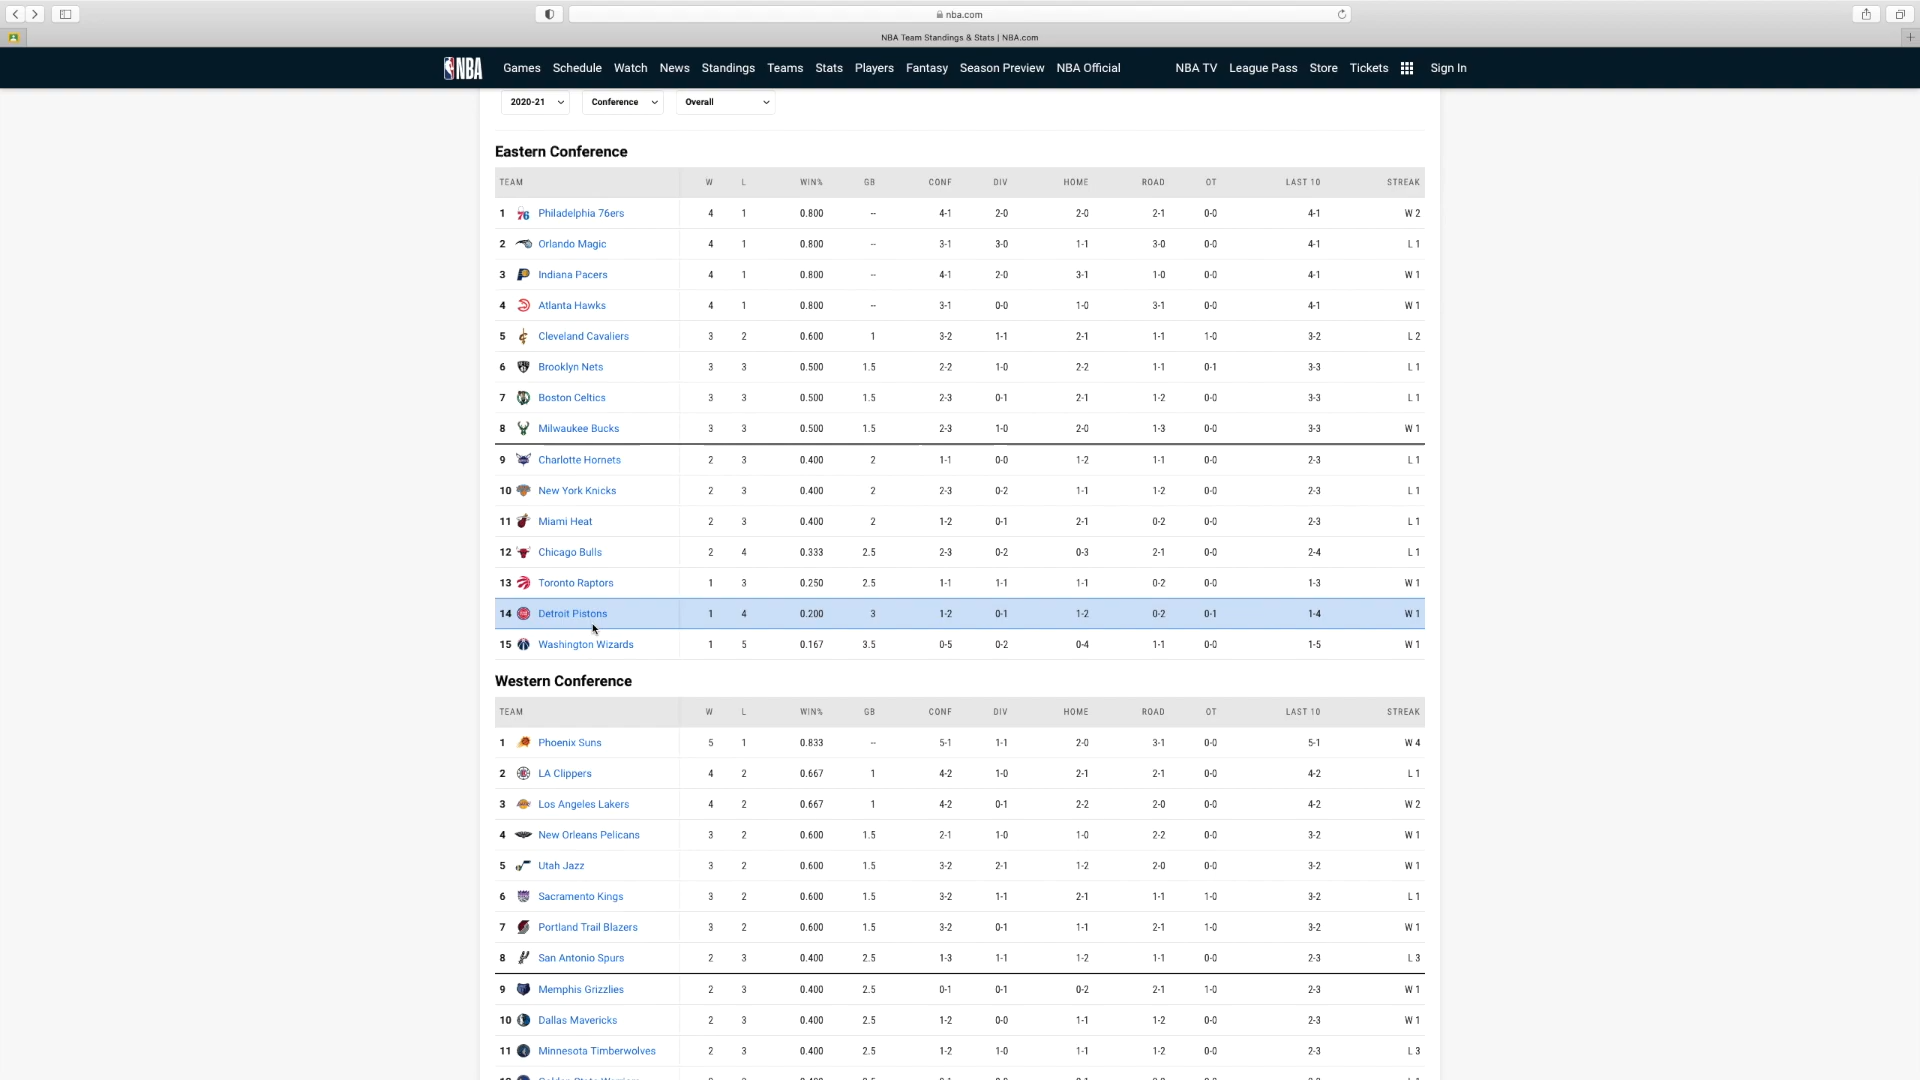 nba.com
NBA Team Standings & Stats | NBA.com
NBA Games Schedule Watch News Standings Teams Stats Players Fantasy Season Preview NBA Official NBA TV League Pass Store Tickets Sign In
2020-21 Conference Overall
Eastern Conference
TEAM W L WIN% GB CONF DIV HOME ROAD OT LAST 10 STREAK
1 Philadelphia 76ers 4 1 0.800 -- 4-1 2-0 2-0 2-1 0-0 4-1 W 2
2 Orlando Magic 4 1 0.800 -- 3-1 3-0 1-1 3-0 0-0 4-1 L 1
3 Indiana Pacers 4 1 0.800 -- 4-1 2-0 3-1 1-0 0-0 4-1 W 1
4 Atlanta Hawks 4 1 0.800 -- 3-1 0-0 1-0 3-1 0-0 4-1 W 1
5 Cleveland Cavaliers 3 2 0.600 1 3-2 1-1 2-1 1-1 1-0 3-2 L 2
6 Brooklyn Nets 3 3 0.500 1.5 2-2 1-0 2-2 1-1 0-1 3-3 L 1
7 Boston Celtics 3 3 0.500 1.5 2-3 0-1 2-1 1-2 0-0 3-3 L 1
8 Milwaukee Bucks 3 3 0.500 1.5 2-3 1-0 2-0 1-3 0-0 3-3 W 1
9 Charlotte Hornets 2 3 0.400 2 1-1 0-0 1-2 1-1 0-0 2-3 L 1
10 New York Knicks 2 3 0.400 2 2-3 0-2 1-1 1-2 0-0 2-3 L 1
11 Miami Heat 2 3 0.400 2 1-2 0-1 2-1 0-2 0-0 2-3 L 1
12 Chicago Bulls 2 4 0.333 2.5 2-3 0-2 0-3 2-1 0-0 2-4 L 1
13 Toronto Raptors 1 3 0.250 2.5 1-1 1-1 1-1 0-2 0-0 1-3 W 1
14 Detroit Pistons 1 4 0.200 3 1-2 0-1 1-2 0-2 0-1 1-4 W 1
15 Washington Wizards 1 5 0.167 3.5 0-5 0-2 0-4 1-1 0-0 1-5 W 1
Western Conference
TEAM W L WIN% GB CONF DIV HOME ROAD OT LAST 10 STREAK
1 Phoenix Suns 5 1 0.833 -- 5-1 1-1 2-0 3-1 0-0 5-1 W 4
2 LA Clippers 4 2 0.667 1 4-2 1-0 2-1 2-1 0-0 4-2 L 1
3 Los Angeles Lakers 4 2 0.667 1 4-2 0-1 2-2 2-0 0-0 4-2 W 2
4 New Orleans Pelicans 3 2 0.600 1.5 2-1 1-0 1-0 2-2 0-0 3-2 W 1
5 Utah Jazz 3 2 0.600 1.5 3-2 2-1 1-2 2-0 0-0 3-2 W 1
6 Sacramento Kings 3 2 0.600 1.5 3-2 1-1 2-1 1-1 1-0 3-2 L 1
7 Portland Trail Blazers 3 2 0.600 1.5 3-2 0-1 1-1 2-1 1-0 3-2 W 1
8 San Antonio Spurs 2 3 0.400 2.5 1-3 1-1 1-2 1-1 0-0 2-3 L 3
9 Memphis Grizzlies 2 3 0.400 2.5 0-1 0-1 0-2 2-1 1-0 2-3 W 1
10 Dallas Mavericks 2 3 0.400 2.5 1-2 0-0 1-1 1-2 0-0 2-3 W 1
11 Minnesota Timberwolves 2 3 0.400 2.5 1-2 1-0 1-1 1-2 0-0 2-3 L 3